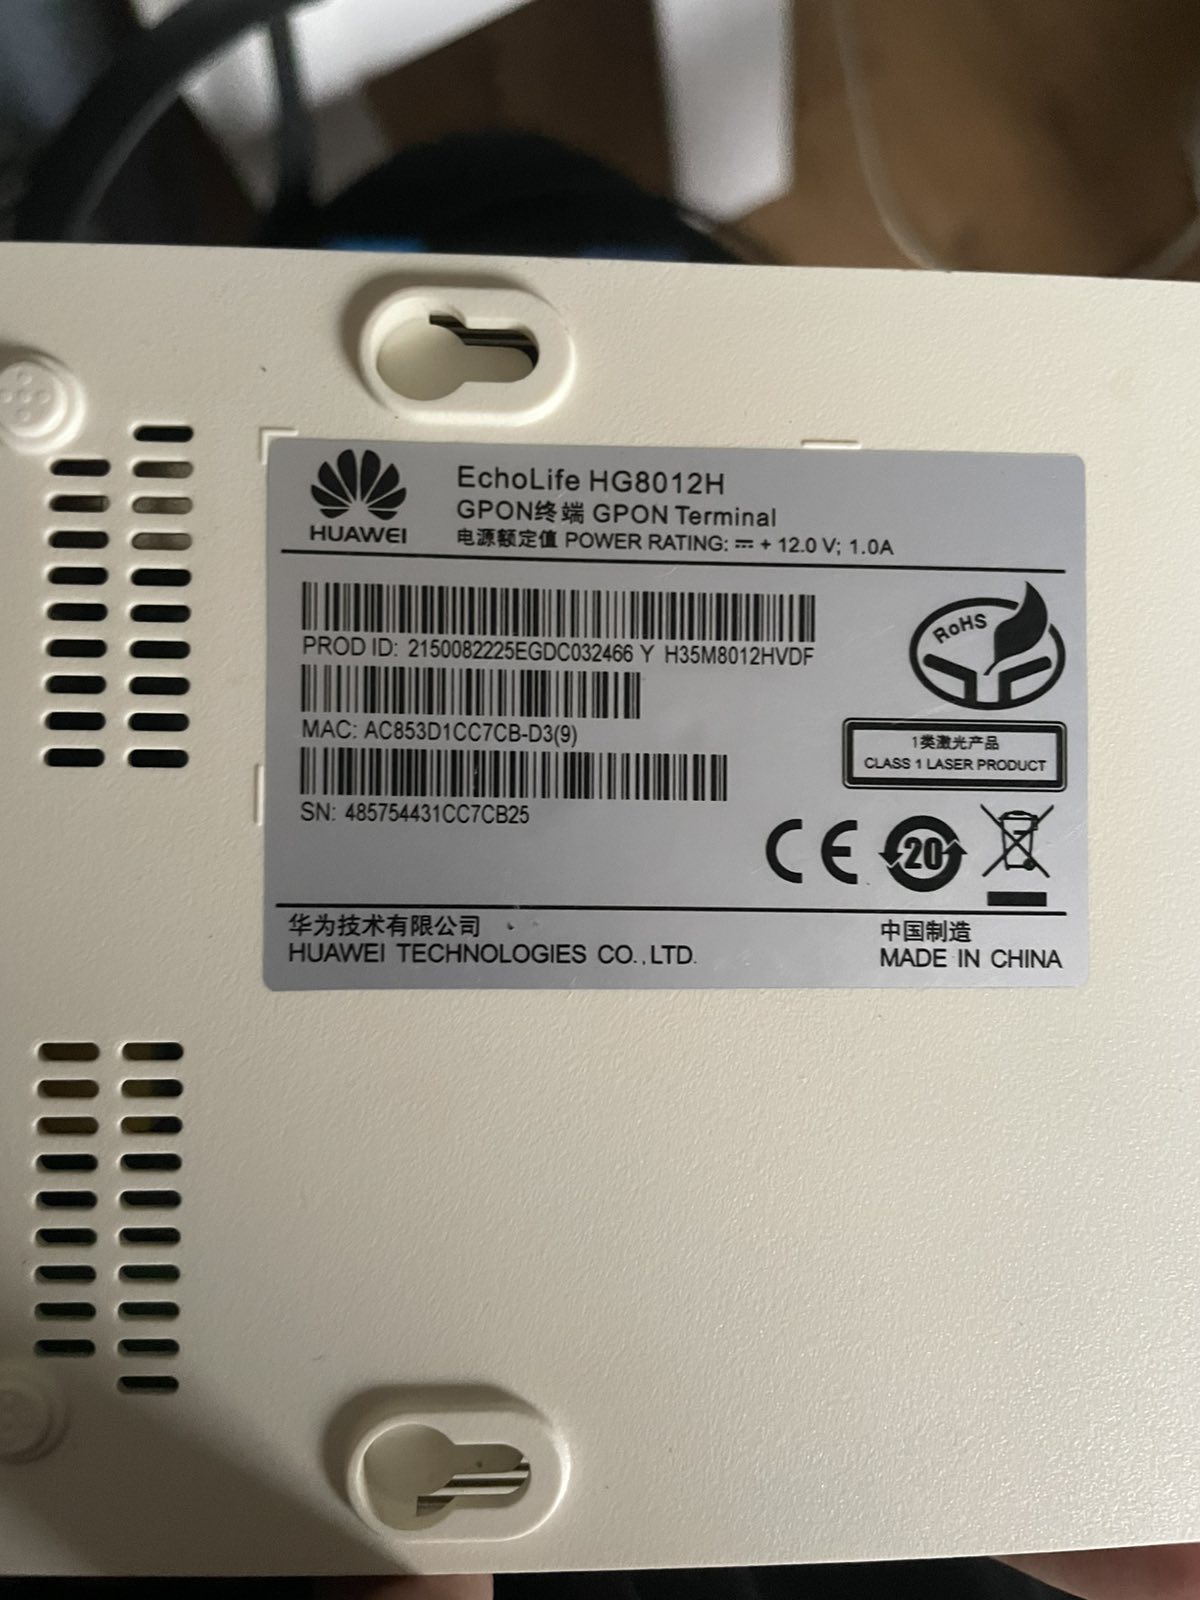 HUAWEI
EchoLife HG8012H
GPON终端 GPON Terminal
电源额定值 POWER RATING: ⎓ + 12.0 V; 1.0A
PROD ID: 2150082225EGDC032466 Y H35M8012HVDF
MAC: AC853D1CC7CB-D3(9)
SN: 485754431CC7CB25
RoHS
1类激光产品
CLASS 1 LASER PRODUCT
CE
20
华为技术有限公司
HUAWEI TECHNOLOGIES CO.,LTD.
中国制造
MADE IN CHINA